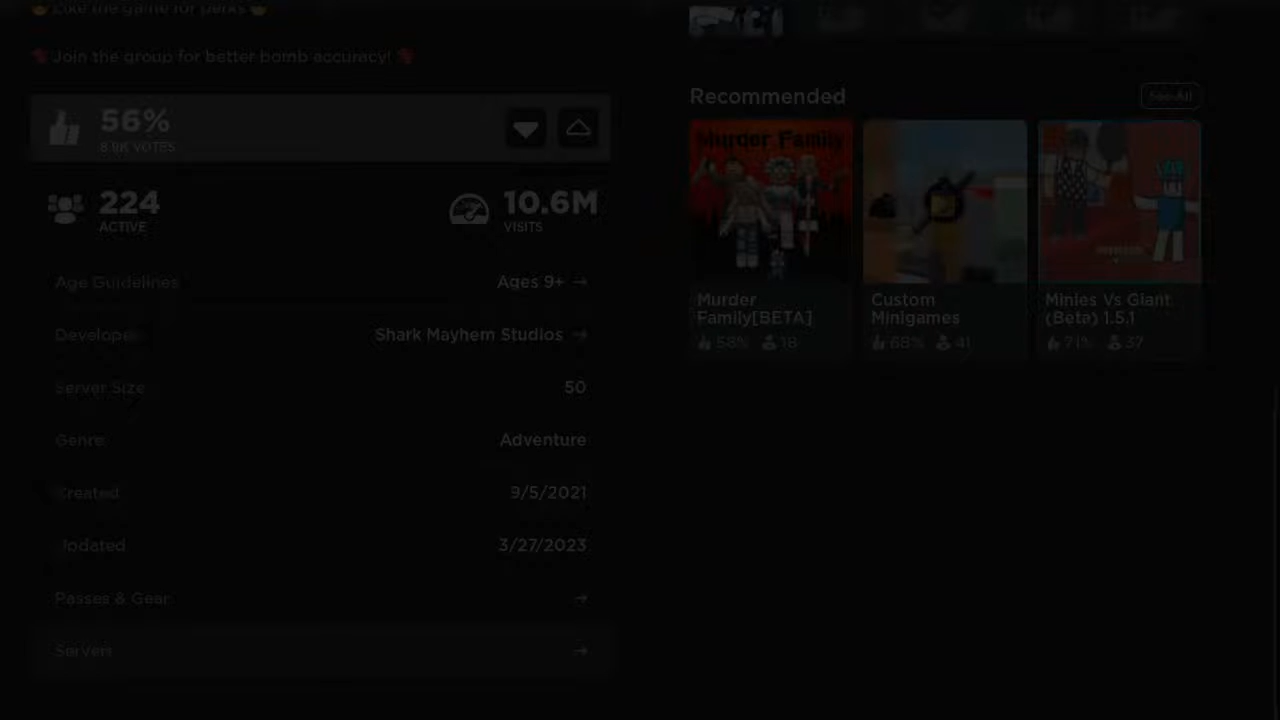 Like the game for perks
Join the group for better bomb accuracy!
56%
8.9K VOTES
224
ACTIVE
10.6M
VISITS
Age Guidelines
Ages 9+ →
Developer
Shark Mayhem Studios →
Server Size
50
Genre
Adventure
Created
9/5/2021
Updated
3/27/2023
Passes & Gear
→
Servers
→
Recommended
See All
Murder Family
Murder
Family[BETA]
58% 18
Custom
Minigames
68% 41
Minies Vs Giant
(Beta) 1.5.1
71% 37